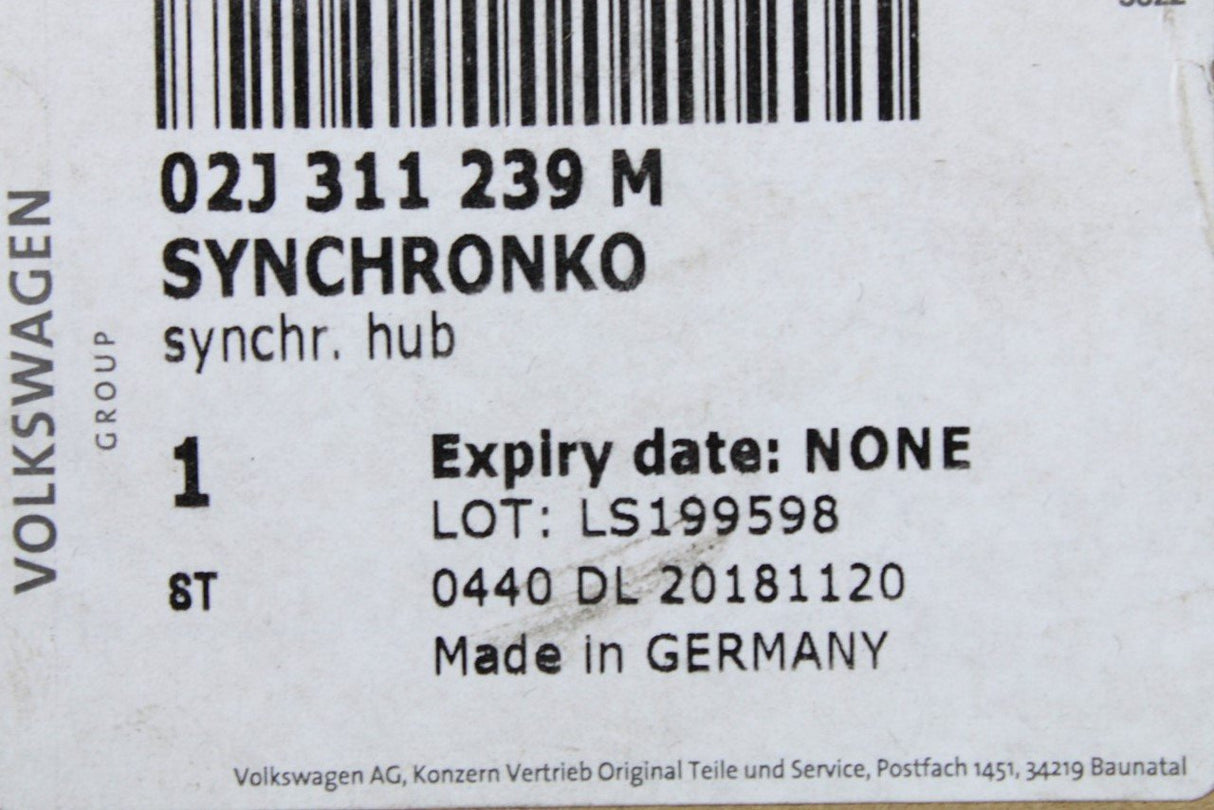 02J 311 239 M
SYNCHRONKO
synchr. hub
VOLKSWAGEN
GROUP
1
Expiry date: NONE
LOT: LS199598
ST
0440 DL 20181120
Made in GERMANY
Volkswagen AG, Konzern Vertrieb Original Teile und Service, Postfach 1451, 34219 Baunatal